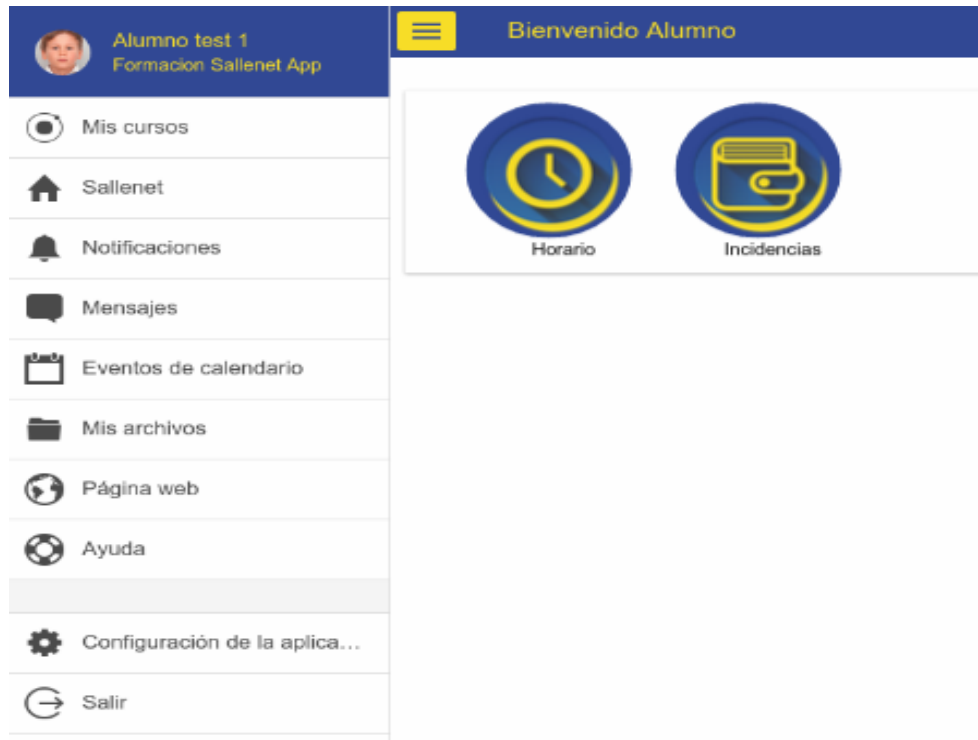 Alumno test 1
Formacion Sallenet App
Mis cursos
Sallenet
Notificaciones
Mensajes
Eventos de calendario
Mis archivos
Página web
Ayuda
Configuración de la aplica...
Salir
Bienvenido Alumno
Horario
Incidencias